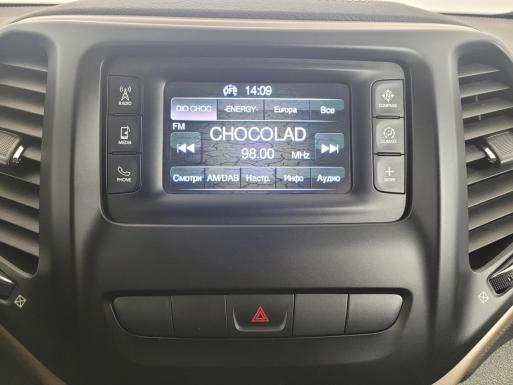 OFF 14:09
RADIO
MEDIA
PHONE
DIO CHOC -ENERGY- Europa Все
FM
CHOCOLAD
98.00 MHz
Смотри AM/DAB Настр. Инфо Аудио
COMPASS
CLIMATE
MORE